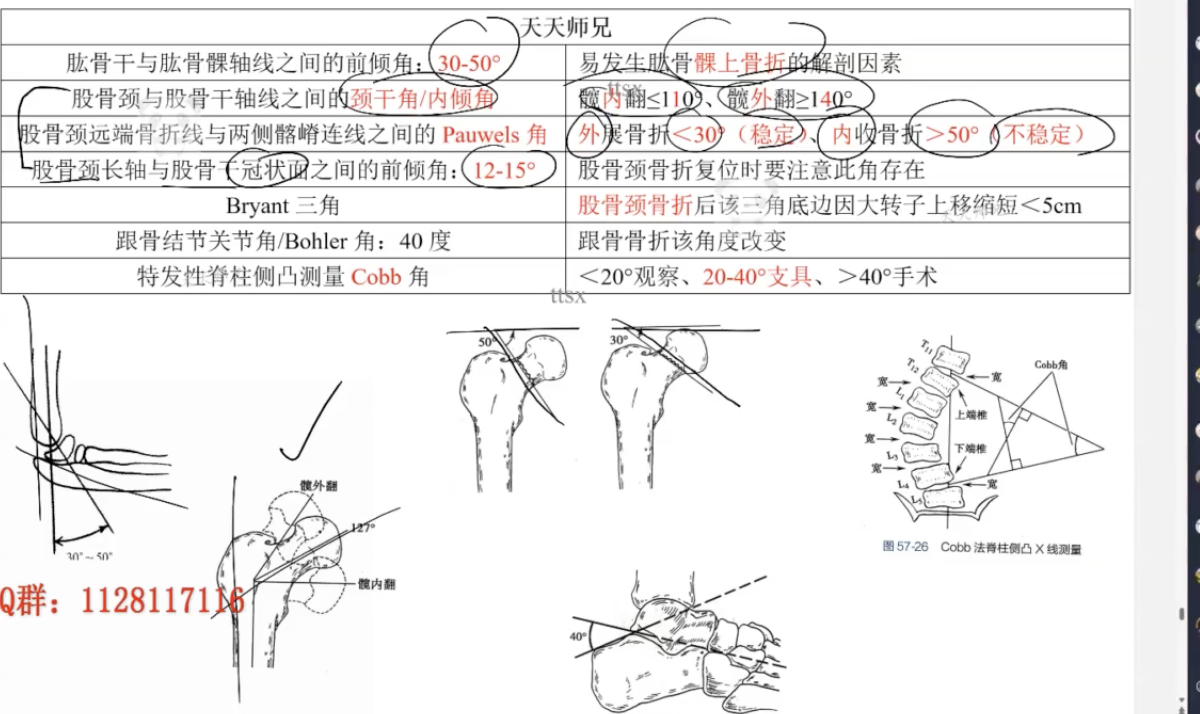 天天师兄
肱骨干与肱骨髁轴线之间的前倾角：30-50° 易发生肱骨髁上骨折的解剖因素
股骨颈与股骨干轴线之间的颈干角/内倾角 髋内翻≤110°、髋外翻≥140°
股骨颈远端骨折线与两侧髂嵴连线之间的 Pauwels 角 外展骨折＜30°（稳定）、内收骨折＞50°（不稳定）
股骨颈长轴与股骨干冠状面之间的前倾角：12-15° 股骨颈骨折复位时要注意此角存在
Bryant 三角 股骨颈骨折后该三角底边因大转子上移缩短＜5cm
跟骨结节关节角/Bohler 角：40 度 跟骨骨折该角度改变
特发性脊柱侧凸测量 Cobb 角 ＜20°观察、20-40°支具、＞40°手术
ttsx
ttsx
50°
30°
T11
T12
L1
L2
L3
L4
L5
宽
宽
宽
宽
宽
宽
Cobb角
上端椎
下端椎
图 57-26 Cobb 法脊柱侧凸 X 线测量
30°~50°
髋外翻
127°
髋内翻
Q群：1128117116
40°